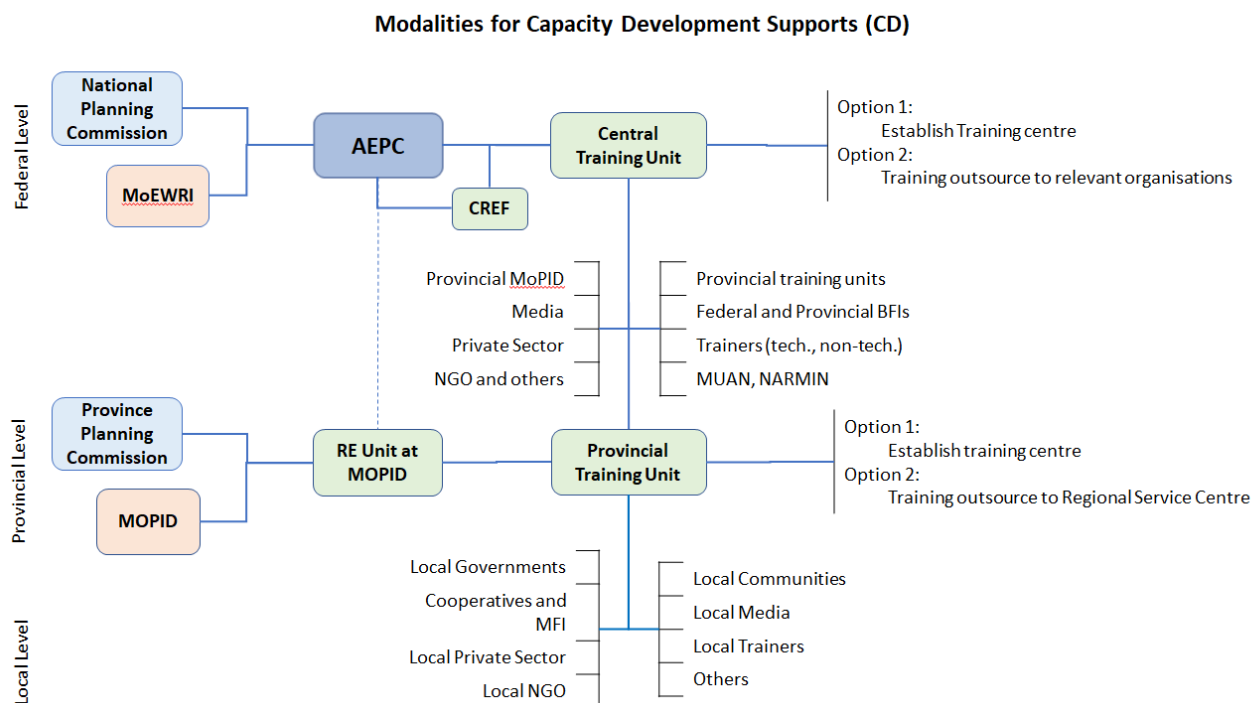 Modalities for Capacity Development Supports (CD)
Federal Level
National
Planning
Commission
MoEWRI
AEPC
CREF
Central
Training Unit
Option 1:
Establish Training centre
Option 2:
Training outsource to relevant organisations
Provincial MoPID
Media
Private Sector
NGO and others
Provincial training units
Federal and Provincial BFIs
Trainers (tech., non-tech.)
MUAN, NARMIN
Provincial Level
Province
Planning
Commission
MOPID
RE Unit at
MOPID
Provincial
Training Unit
Option 1:
Establish training centre
Option 2:
Training outsource to Regional Service Centre
Local Level
Local Governments
Cooperatives and
MFI
Local Private Sector
Local NGO
Local Communities
Local Media
Local Trainers
Others